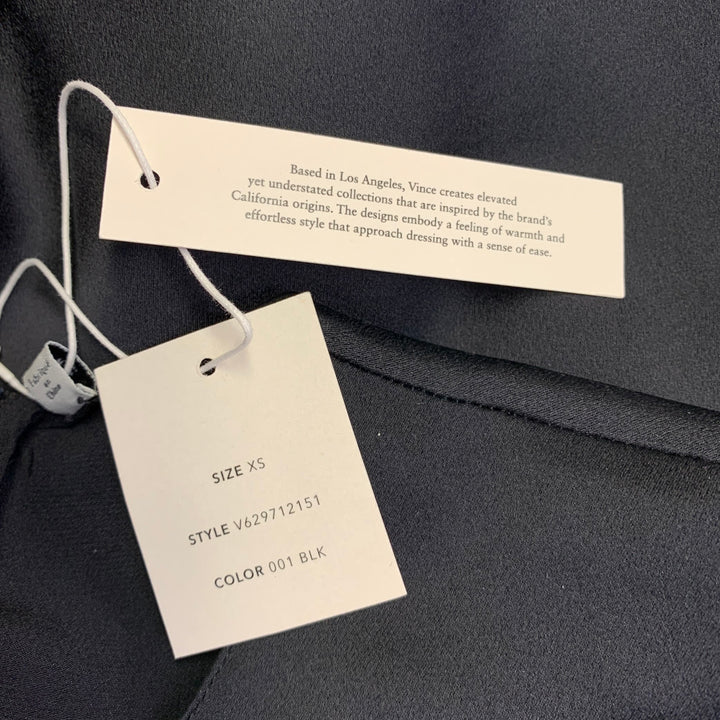 Based in Los Angeles, Vince creates elevated
yet understated collections that are inspired by the brand's
California origins. The designs embody a feeling of warmth and
effortless style that approach dressing with a sense of ease.
SIZE XS
STYLE V629712151
COLOR 001 BLK